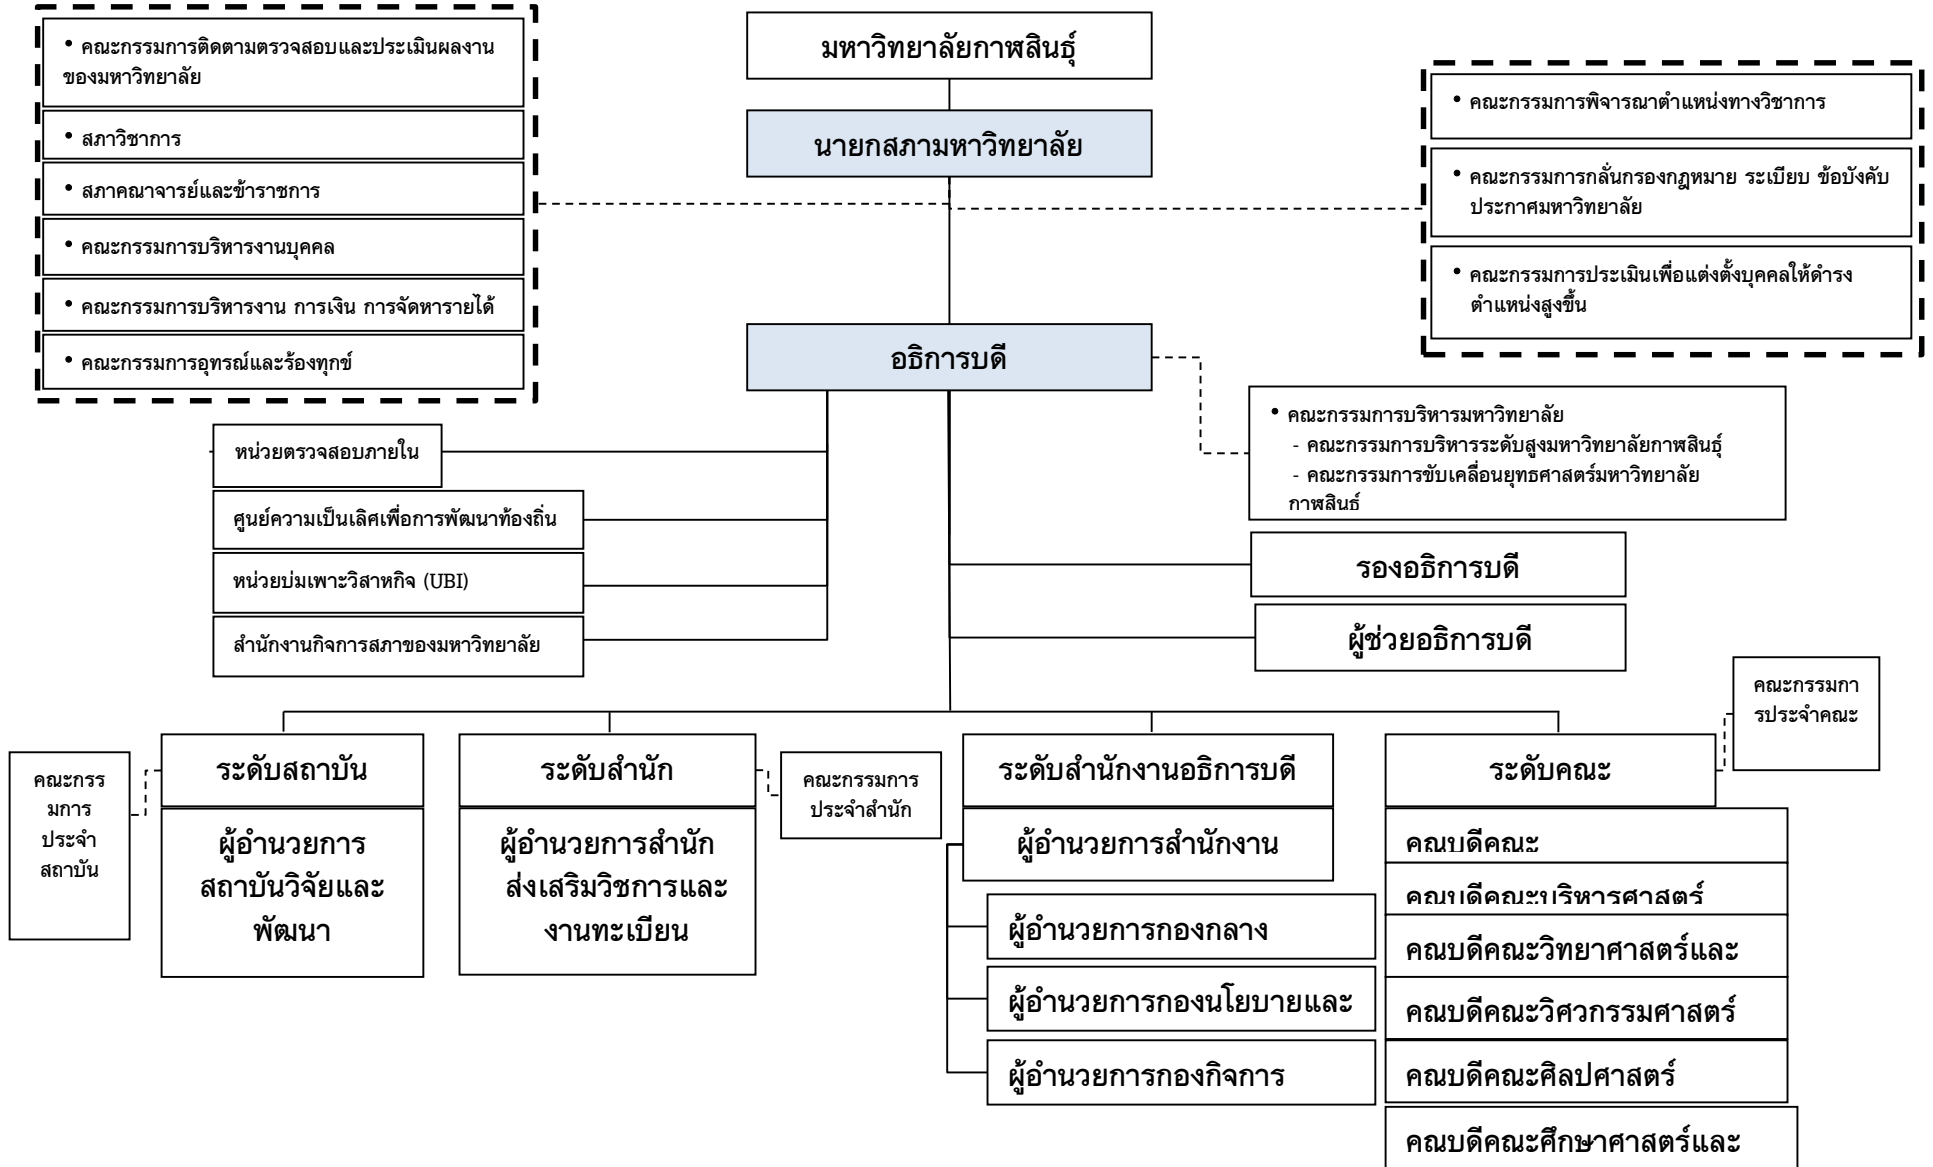 • คณะกรรมการติดตามตรวจสอบและประเมินผลงาน
ของมหาวิทยาลัย
• สภาวิชาการ
• สภาคณาจารย์และข้าราชการ
• คณะกรรมการบริหารงานบุคคล
• คณะกรรมการบริหารงาน การเงิน การจัดหารายได้
• คณะกรรมการอุทรณ์และร้องทุกข์
มหาวิทยาลัยกาฬสินธุ์
นายกสภามหาวิทยาลัย
• คณะกรรมการพิจารณาตำแหน่งทางวิชาการ
• คณะกรรมการกลั่นกรองกฎหมาย ระเบียบ ข้อบังคับ
ประกาศมหาวิทยาลัย
• คณะกรรมการประเมินเพื่อแต่งตั้งบุคคลให้ดำรง
ตำแหน่งสูงขึ้น
อธิการบดี
• คณะกรรมการบริหารมหาวิทยาลัย
- คณะกรรมการบริหารระดับสูงมหาวิทยาลัยกาฬสินธุ์
- คณะกรรมการขับเคลื่อนยุทธศาสตร์มหาวิทยาลัย
กาฬสินธ์
หน่วยตรวจสอบภายใน
ศูนย์ความเป็นเลิศเพื่อการพัฒนาท้องถิ่น
หน่วยบ่มเพาะวิสาหกิจ (UBI)
สำนักงานกิจการสภาของมหาวิทยาลัย
รองอธิการบดี
ผู้ช่วยอธิการบดี
คณะกรรมกา
รประจำคณะ
คณะกรร
มการ
ประจำ
สถาบัน
ระดับสถาบัน
ผู้อำนวยการ
สถาบันวิจัยและ
พัฒนา
ระดับสำนัก
ผู้อำนวยการสำนัก
ส่งเสริมวิชการและ
งานทะเบียน
คณะกรรมการ
ประจำสำนัก
ระดับสำนักงานอธิการบดี
ผู้อำนวยการสำนักงาน
ผู้อำนวยการกองกลาง
ผู้อำนวยการกองนโยบายและ
ผู้อำนวยการกองกิจการ
ระดับคณะ
คณบดีคณะ
คณบดีคณะบริหารศาสตร์
คณบดีคณะวิทยาศาสตร์และ
คณบดีคณะวิศวกรรมศาสตร์
คณบดีคณะศิลปศาสตร์
คณบดีคณะศึกษาศาสตร์และ